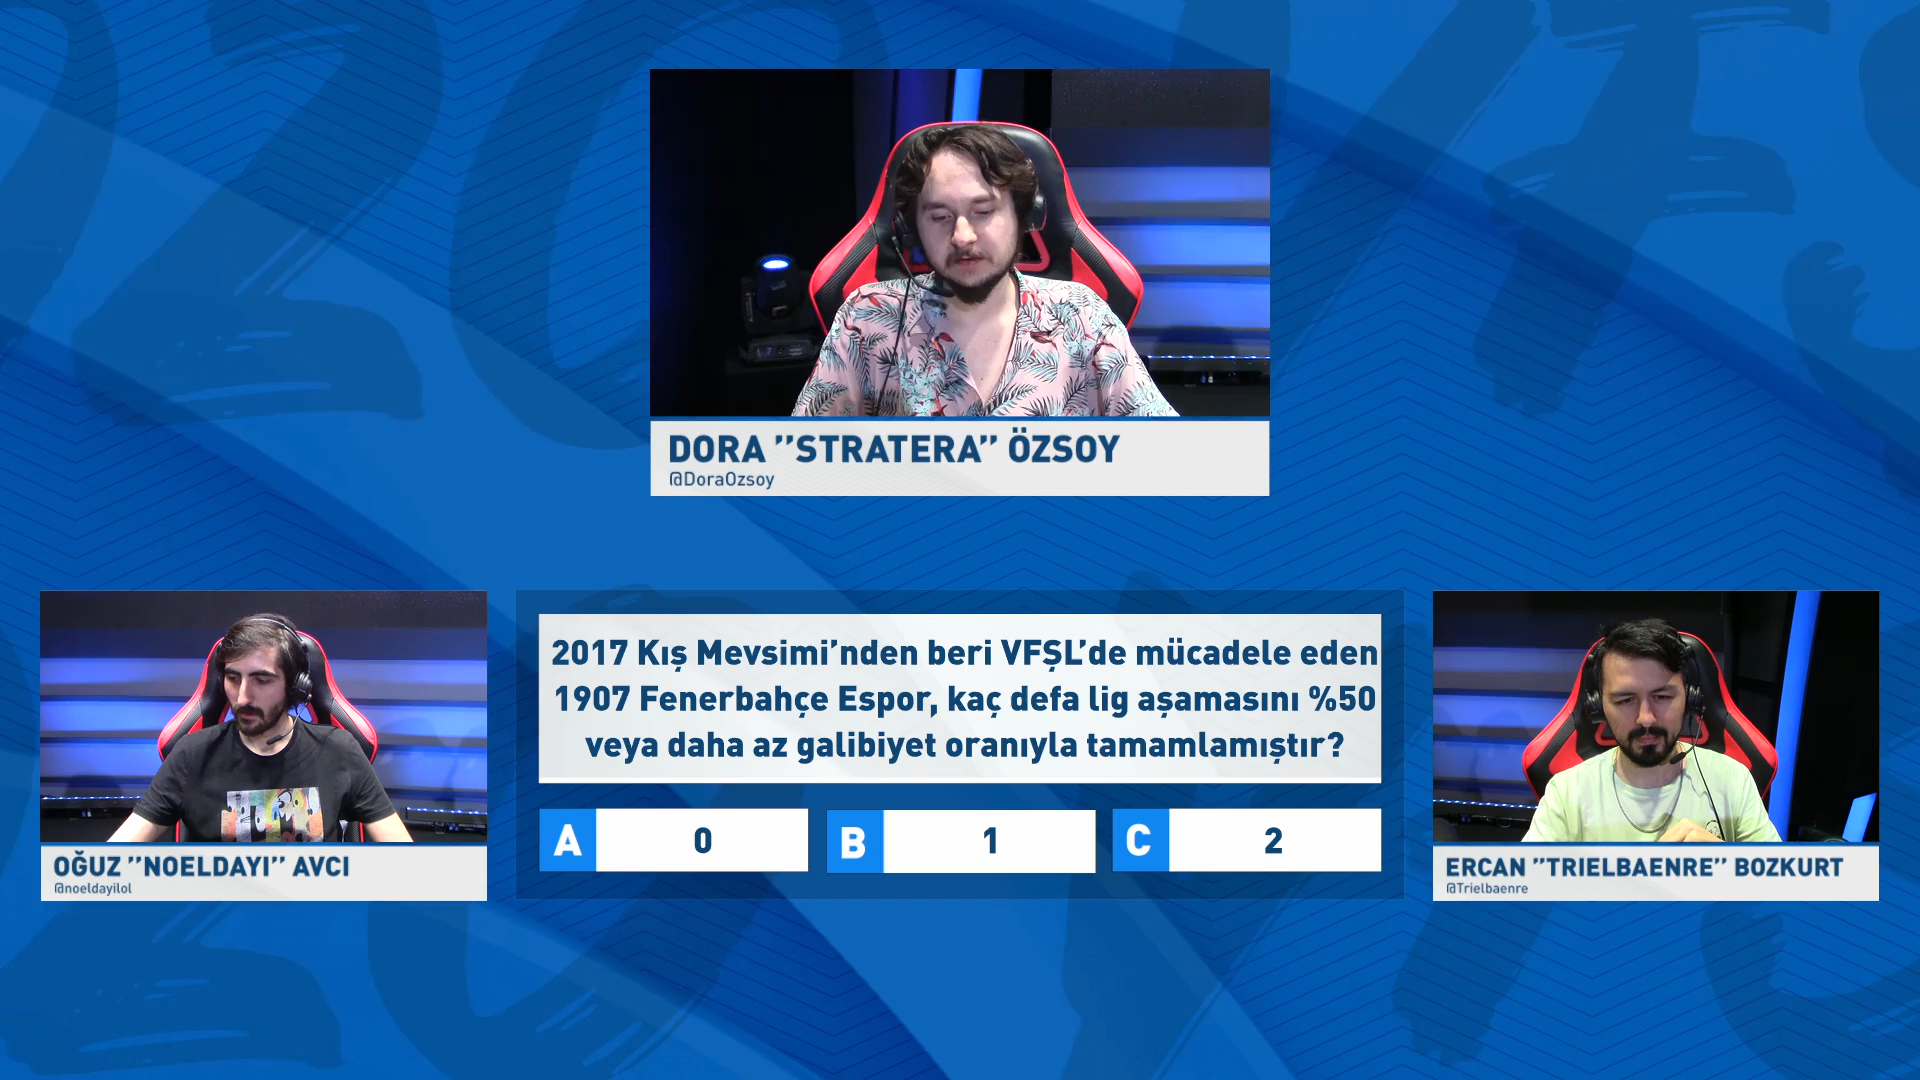 DORA "STRATERA" ÖZSOY
@DoraOzsoy
2017 Kış Mevsimi'nden beri VFŞL'de mücadele eden
1907 Fenerbahçe Espor, kaç defa lig aşamasını %50
veya daha az galibiyet oranıyla tamamlamıştır?
A 0
B 1
C 2
OĞUZ "NOELDAYI" AVCI
@noeldayilol
ERCAN "TRIELBAENRE" BOZKURT
@Trielbaenre